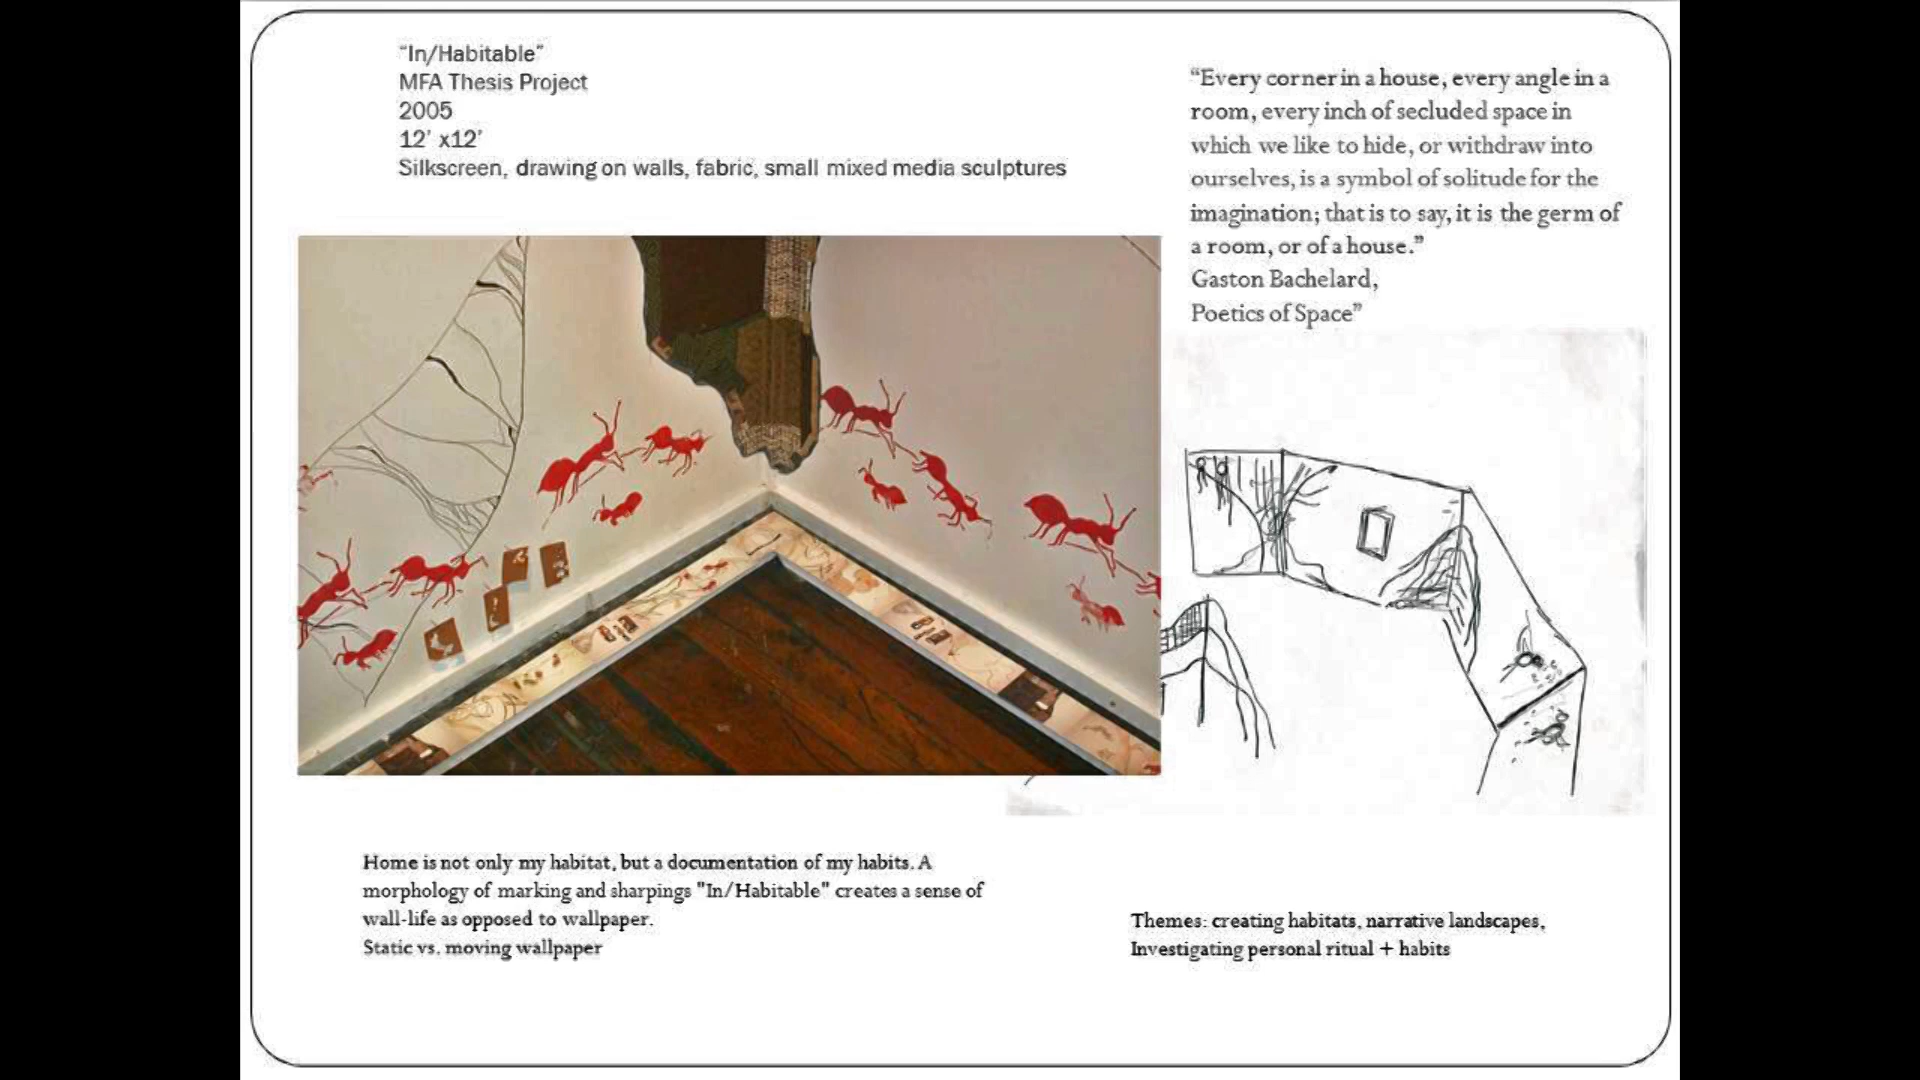 “In/Habitable”
MFA Thesis Project
2005
12’ x12’
Silkscreen, drawing on walls, fabric, small mixed media sculptures
“Every corner in a house, every angle in a
room, every inch of secluded space in
which we like to hide, or withdraw into
ourselves, is a symbol of solitude for the
imagination; that is to say, it is the germ of
a room, or of a house.”
Gaston Bachelard,
Poetics of Space”
Home is not only my habitat, but a documentation of my habits. A
morphology of marking and sharpings "In/Habitable" creates a sense of
wall-life as opposed to wallpaper.
Static vs. moving wallpaper
Themes: creating habitats, narrative landscapes,
Investigating personal ritual + habits